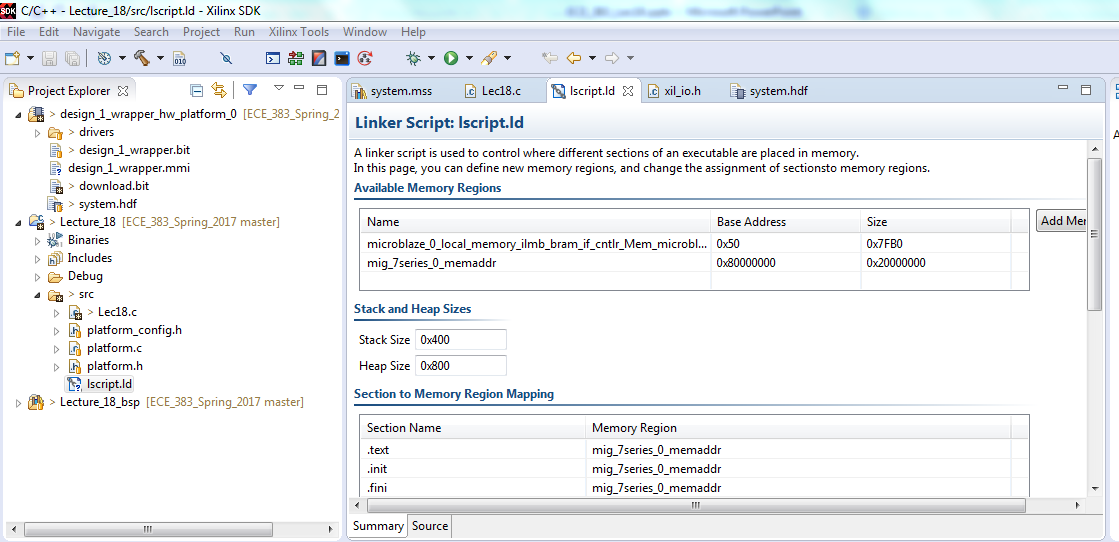 C/C++ - Lecture_18/src/lscript.ld - Xilinx SDK
File Edit Navigate Search Project Run Xilinx Tools Window Help
Project Explorer
> design_1_wrapper_hw_platform_0 [ECE_383_Spring_2
> drivers
> design_1_wrapper.bit
design_1_wrapper.mmi
> download.bit
> system.hdf
> Lecture_18 [ECE_383_Spring_2017 master]
Binaries
Includes
Debug
> src
> Lec18.c
platform_config.h
platform.c
platform.h
lscript.ld
> Lecture_18_bsp [ECE_383_Spring_2017 master]
system.mss Lec18.c lscript.ld xil_io.h system.hdf
Linker Script: lscript.ld
A linker script is used to control where different sections of an executable are placed in memory.
In this page, you can define new memory regions, and change the assignment of sectionsto memory regions.
Available Memory Regions
Name Base Address Size
microblaze_0_local_memory_ilmb_bram_if_cntlr_Mem_microbl... 0x50 0x7FB0
mig_7series_0_memaddr 0x80000000 0x20000000
Add Mer
Stack and Heap Sizes
Stack Size 0x400
Heap Size 0x800
Section to Memory Region Mapping
Section Name Memory Region
.text mig_7series_0_memaddr
.init mig_7series_0_memaddr
.fini mig_7series_0_memaddr
Summary Source